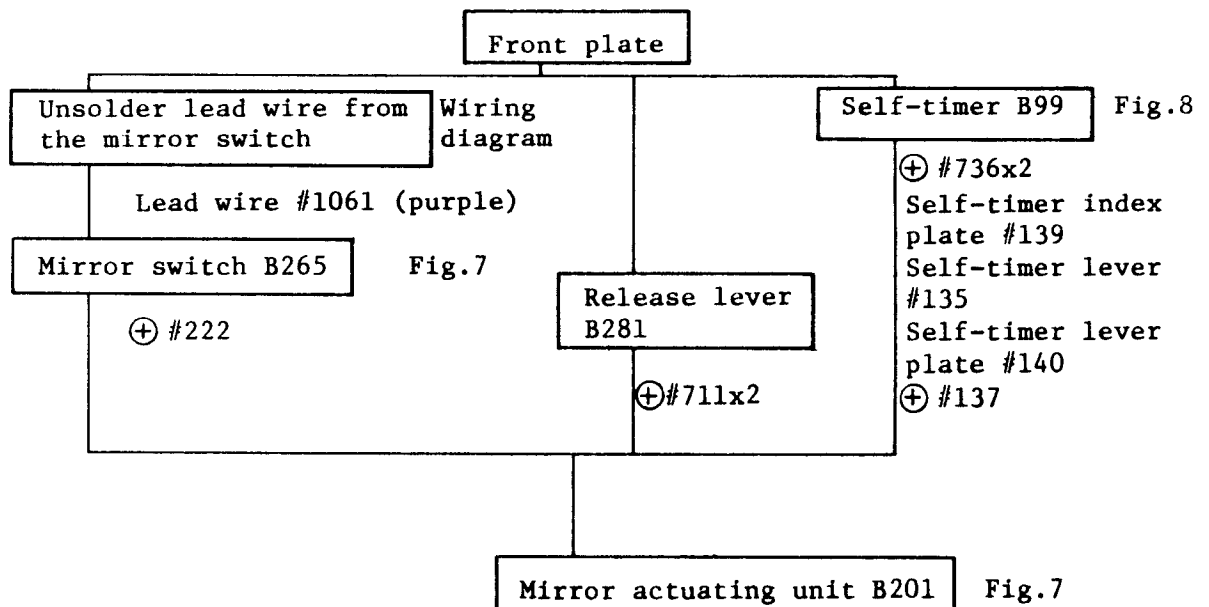 Front plate
Unsolder lead wire from
the mirror switch
Wiring
diagram
Lead wire #1061 (purple)
Mirror switch B265
Fig.7
⊕ #222
Release lever
B281
⊕#711x2
Self-timer B99
Fig.8
⊕ #736x2
Self-timer index
plate #139
Self-timer lever
#135
Self-timer lever
plate #140
⊕ #137
Mirror actuating unit B201
Fig.7